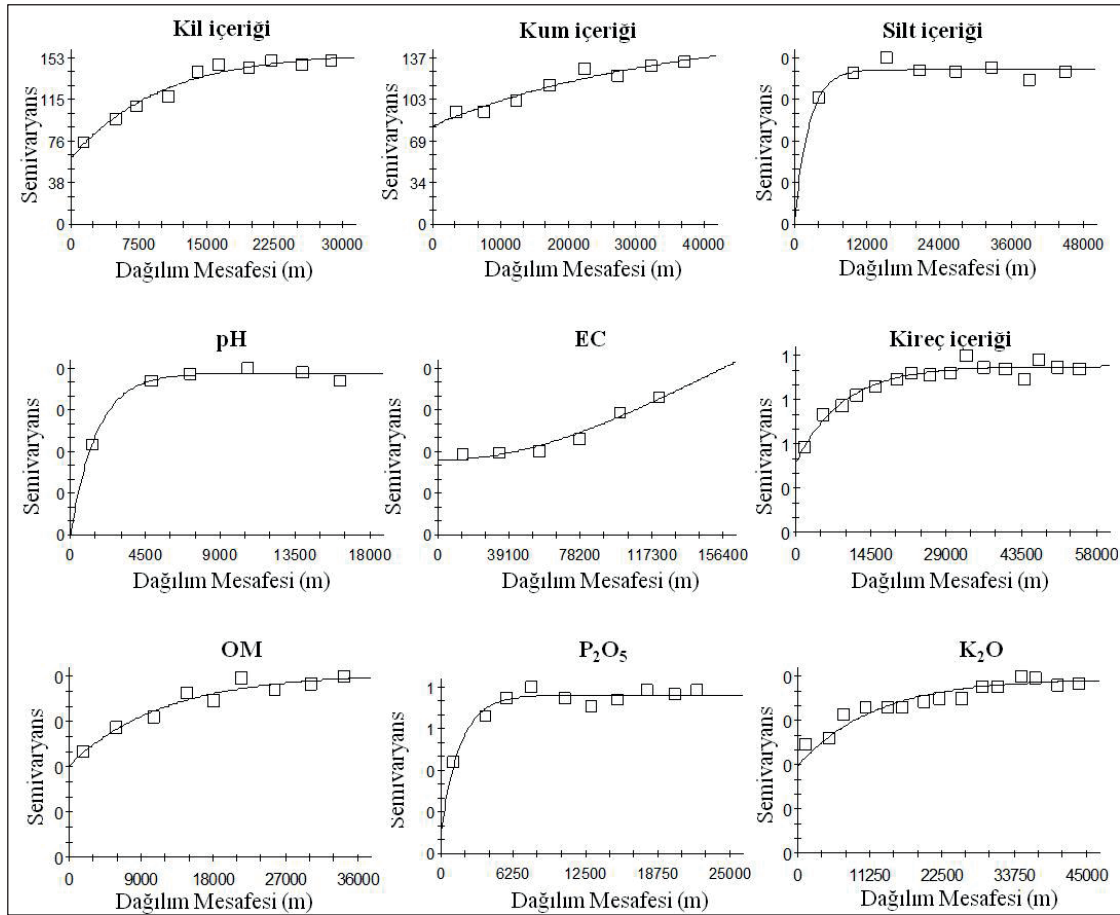 Kil içeriği
Semivaryans
153
115
76
38
0
0 7500 15000 22500 30000
Dağılım Mesafesi (m)
Kum içeriği
Semivaryans
137
103
69
34
0
0 10000 20000 30000 40000
Dağılım Mesafesi (m)
Silt içeriği
Semivaryans
0
0
0
0
0
0 12000 24000 36000 48000
Dağılım Mesafesi (m)
pH
Semivaryans
0
0
0
0
0
0 4500 9000 13500 18000
Dağılım Mesafesi (m)
EC
Semivaryans
0
0
0
0
0
0 39100 78200 117300 156400
Dağılım Mesafesi (m)
Kireç içeriği
Semivaryans
1
1
1
0
0
0 14500 29000 43500 58000
Dağılım Mesafesi (m)
OM
Semivaryans
0
0
0
0
0
0 9000 18000 27000 36000
Dağılım Mesafesi (m)
P₂O₅
Semivaryans
1
1
0
0
0
0 6250 12500 18750 25000
Dağılım Mesafesi (m)
K₂O
Semivaryans
0
0
0
0
0
0 11250 22500 33750 45000
Dağılım Mesafesi (m)